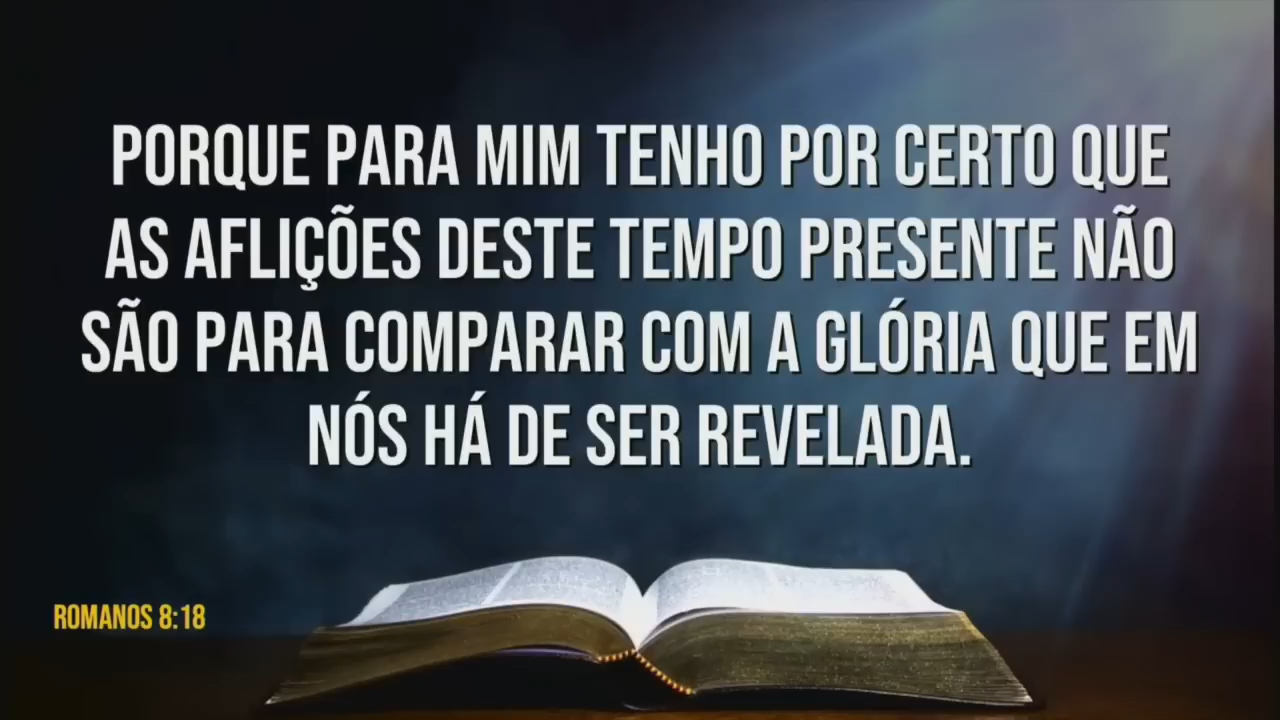 PORQUE PARA MIM TENHO POR CERTO QUE
AS AFLIÇÕES DESTE TEMPO PRESENTE NÃO
SÃO PARA COMPARAR COM A GLÓRIA QUE EM
NÓS HÁ DE SER REVELADA.
ROMANOS 8:18